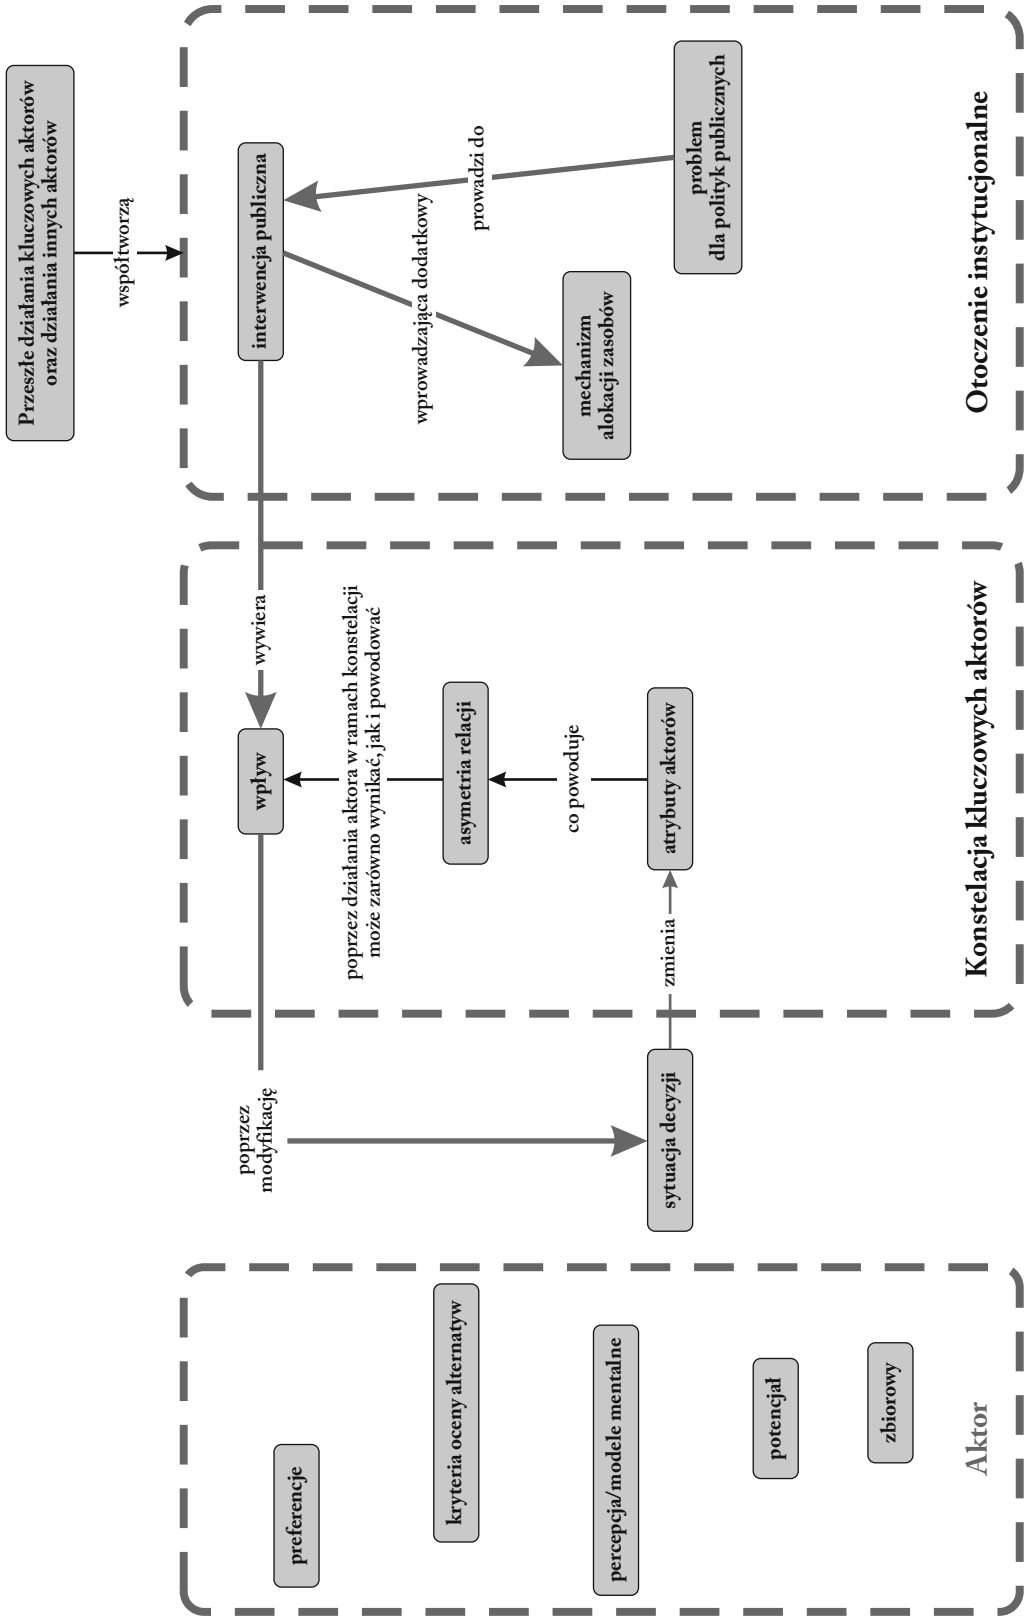 Przeszłe działania kluczowych aktorów
oraz działania innych aktorów
współtworzą
preferencje
kryteria oceny alternatyw
percepcja/modele mentalne
potencjał
zbiorowy
Aktor
poprzez
modyfikację
sytuacja decyzji
zmienia
wpływ
wywiera
poprzez działania aktora w ramach konstelacji
może zarówno wynikać, jak i powodować
asymetria relacji
co powoduje
atrybuty aktorów
Konstelacja kluczowych aktorów
interwencja publiczna
wprowadzająca dodatkowy
prowadzi do
mechanizm
alokacji zasobów
problem
dla polityk publicznych
Otoczenie instytucjonalne